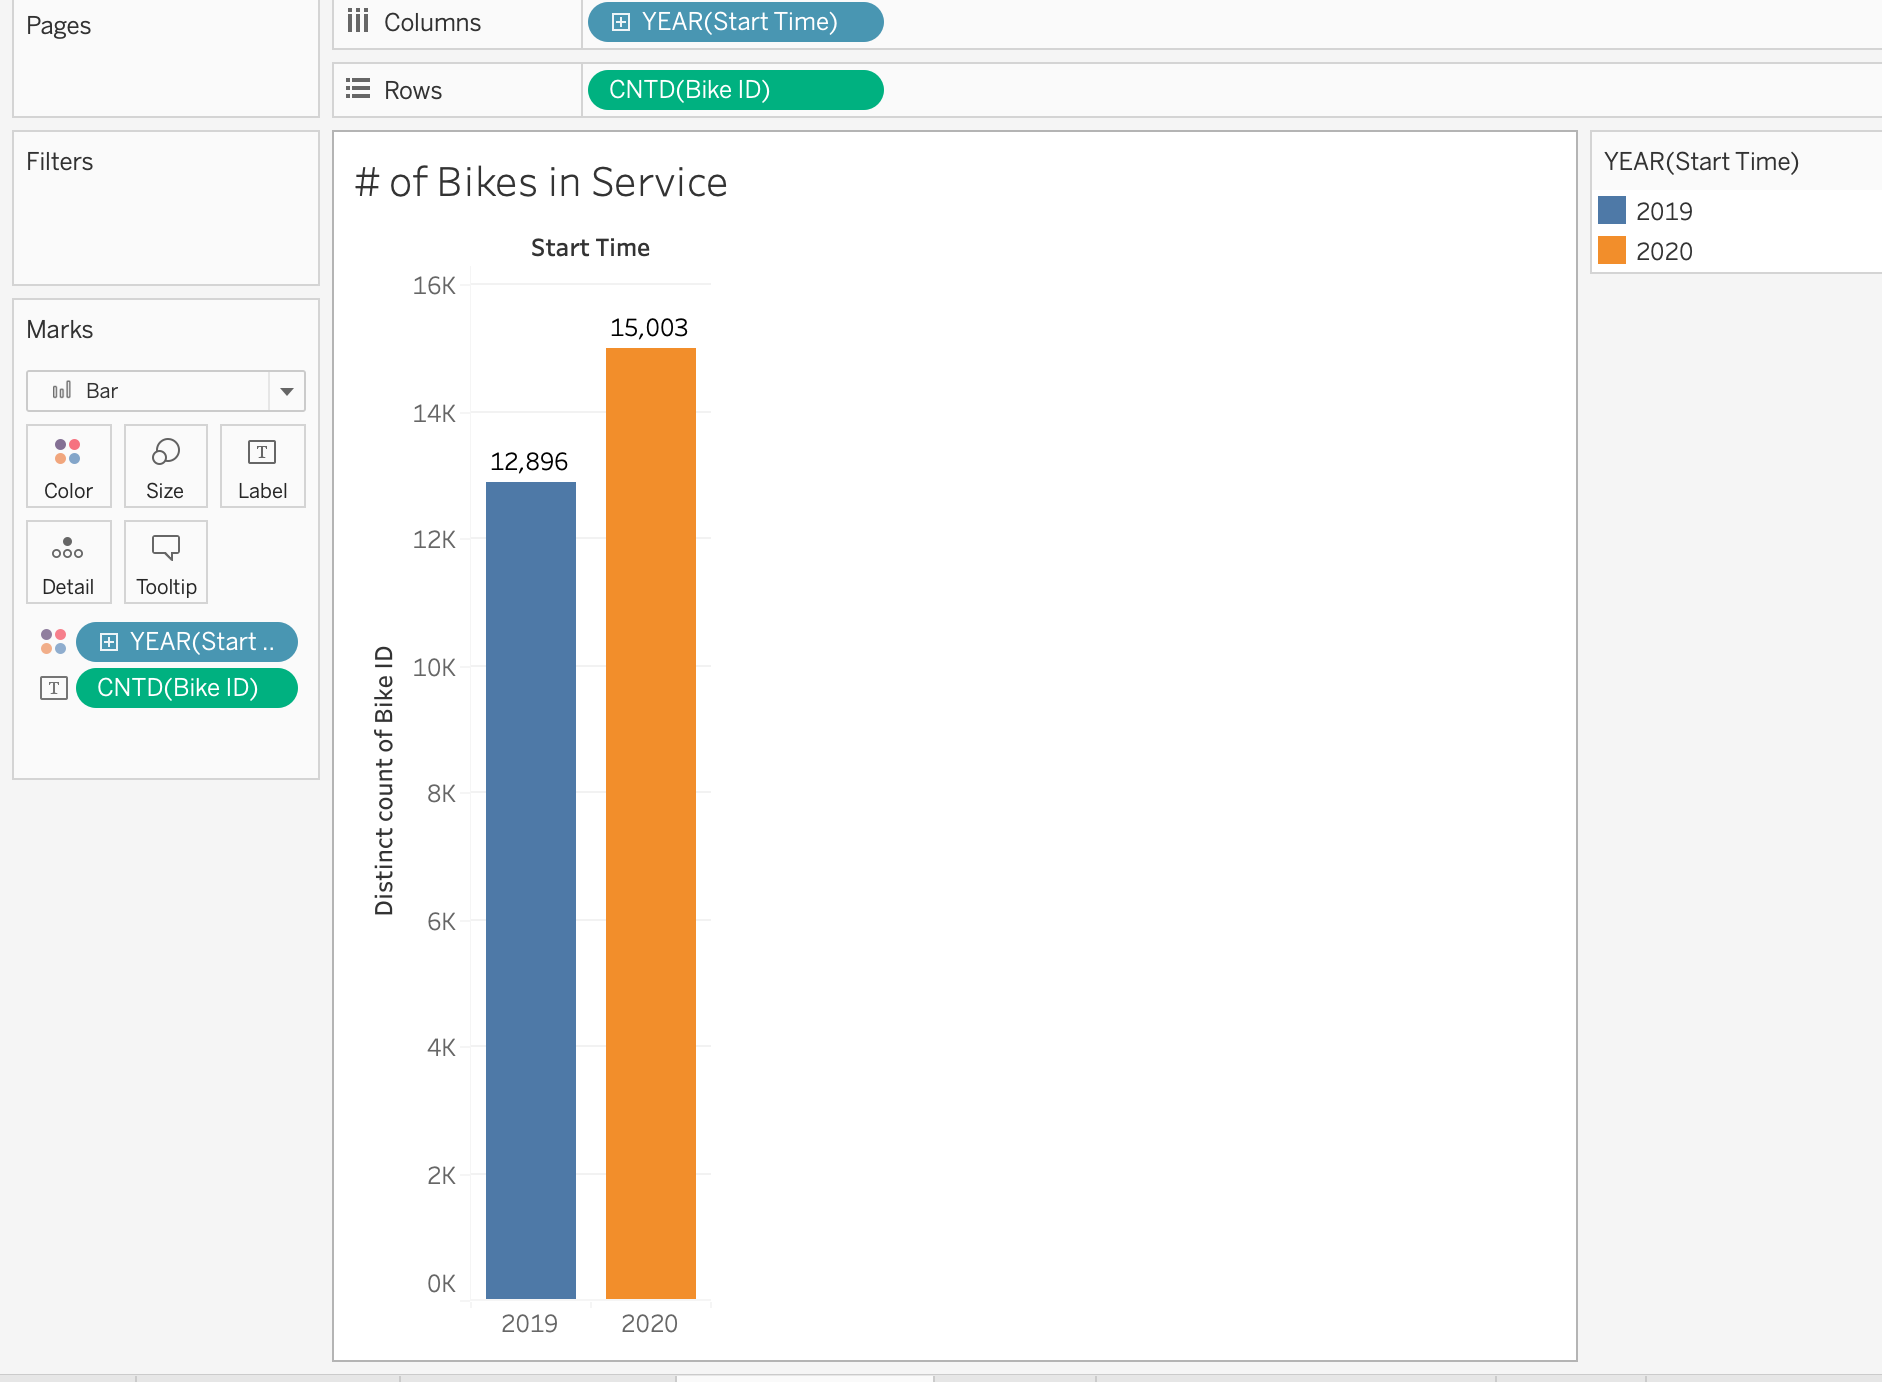 Pages
Columns
YEAR(Start Time)
Rows
CNTD(Bike ID)
Filters
Marks
Bar
Color
Size
T
Label
Detail
Tooltip
YEAR(Start ..
T
CNTD(Bike ID)
# of Bikes in Service
Start Time
Distinct count of Bike ID
16K
14K
12K
10K
8K
6K
4K
2K
0K
12,896
15,003
2019
2020
YEAR(Start Time)
2019
2020